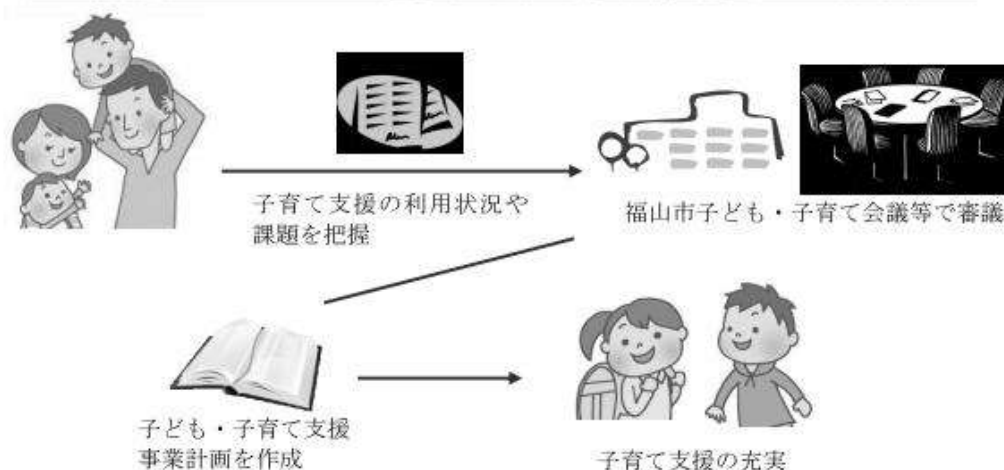 子育て支援の利用状況や
課題を把握
福山市子ども・子育て会議等で審議
子ども・子育て支援
事業計画を作成
子育て支援の充実